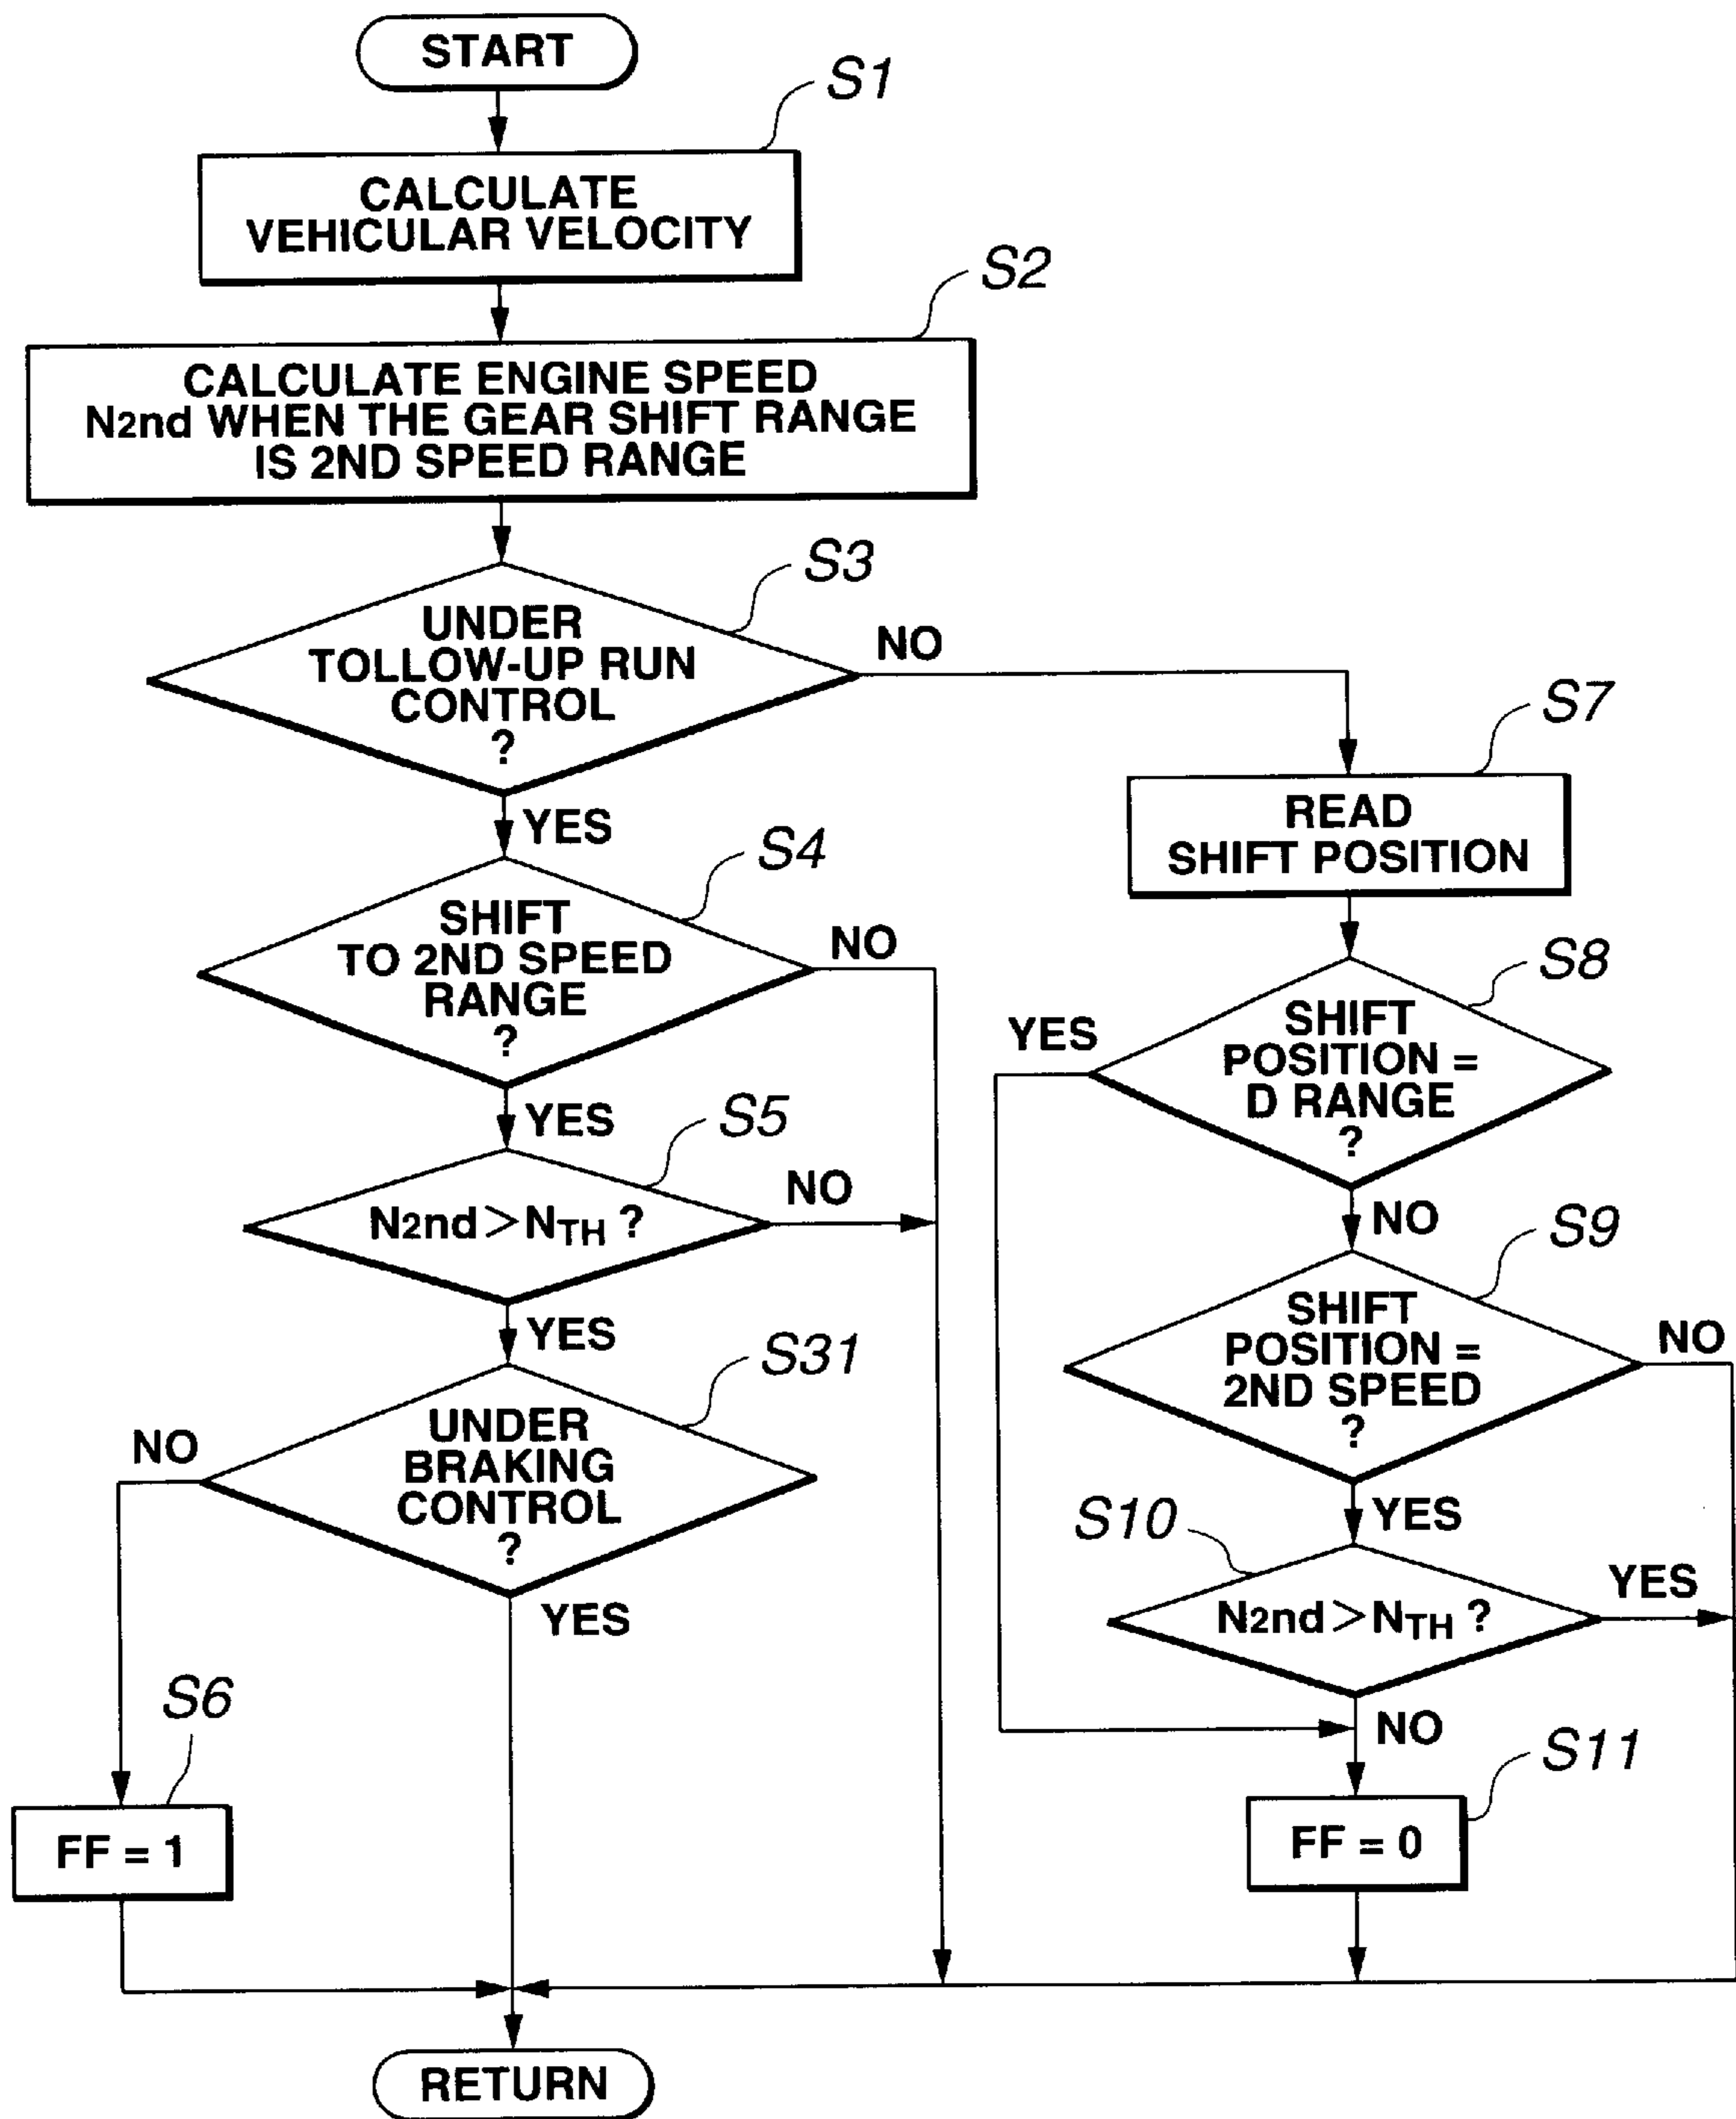 START
S1
CALCULATE
VEHICULAR VELOCITY
S2
CALCULATE ENGINE SPEED
N2nd WHEN THE GEAR SHIFT RANGE
IS 2ND SPEED RANGE
S3
UNDER
TOLLOW-UP RUN
CONTROL
?
NO
YES
S4
SHIFT
TO 2ND SPEED
RANGE
?
NO
YES
S5
N2nd > NTH ?
NO
YES
S31
UNDER
BRAKING
CONTROL
?
NO
YES
S6
FF = 1
S7
READ
SHIFT POSITION
S8
SHIFT
POSITION =
D RANGE
?
YES
NO
S9
SHIFT
POSITION =
2ND SPEED
?
NO
YES
S10
N2nd > NTH ?
YES
NO
S11
FF = 0
RETURN